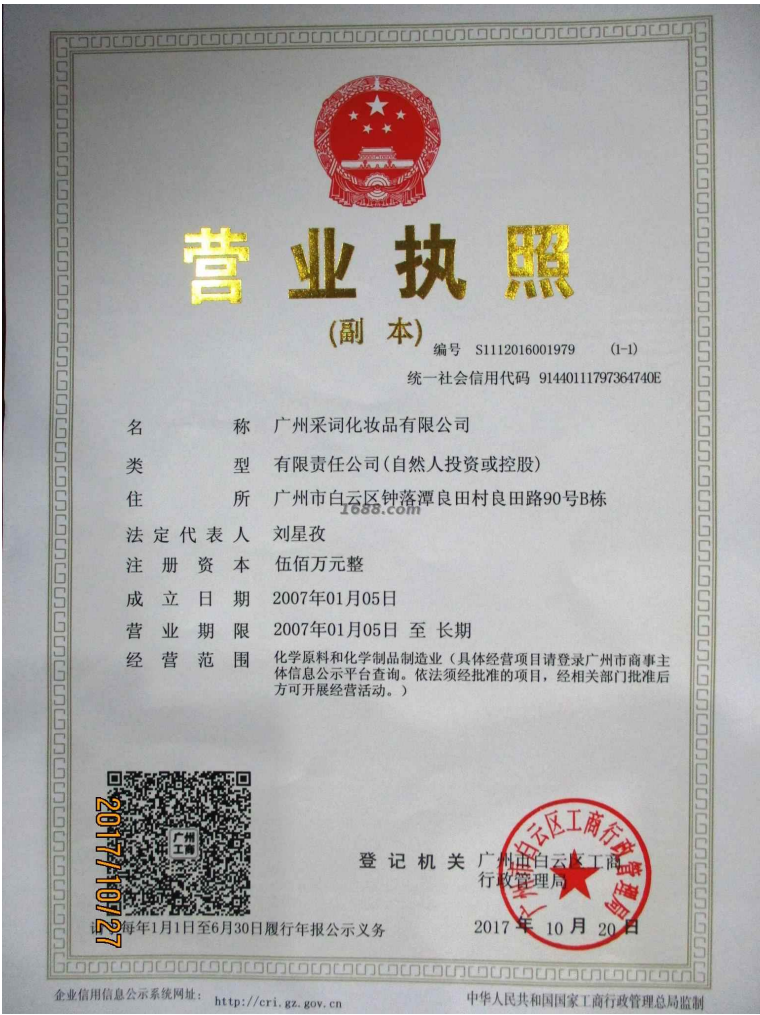 营业执照
(副 本)
编号 S1112016001979 (1-1)
统一社会信用代码 91440111797364740E
名 称 广州采词化妆品有限公司
类 型 有限责任公司(自然人投资或控股)
住 所 广州市白云区钟落潭良田村良田路90号B栋
1688.com
法定代表人 刘星孜
注册资本 伍佰万元整
成立日期 2007年01月05日
营业期限 2007年01月05日 至 长期
经营范围 化学原料和化学制品制造业（具体经营项目请登录广州市商事主
体信息公示平台查询。依法须经批准的项目，经相关部门批准后
方可开展经营活动。）
广州
工商
2017/10/27
登记机关 广州市白云区工商
行政管理局
广州市白云区工商行政管理局
每年1月1日至6月30日履行年报公示义务
2017 年 10 月 20 日
企业信用信息公示系统网址： http://cri.gz.gov.cn
中华人民共和国国家工商行政管理总局监制